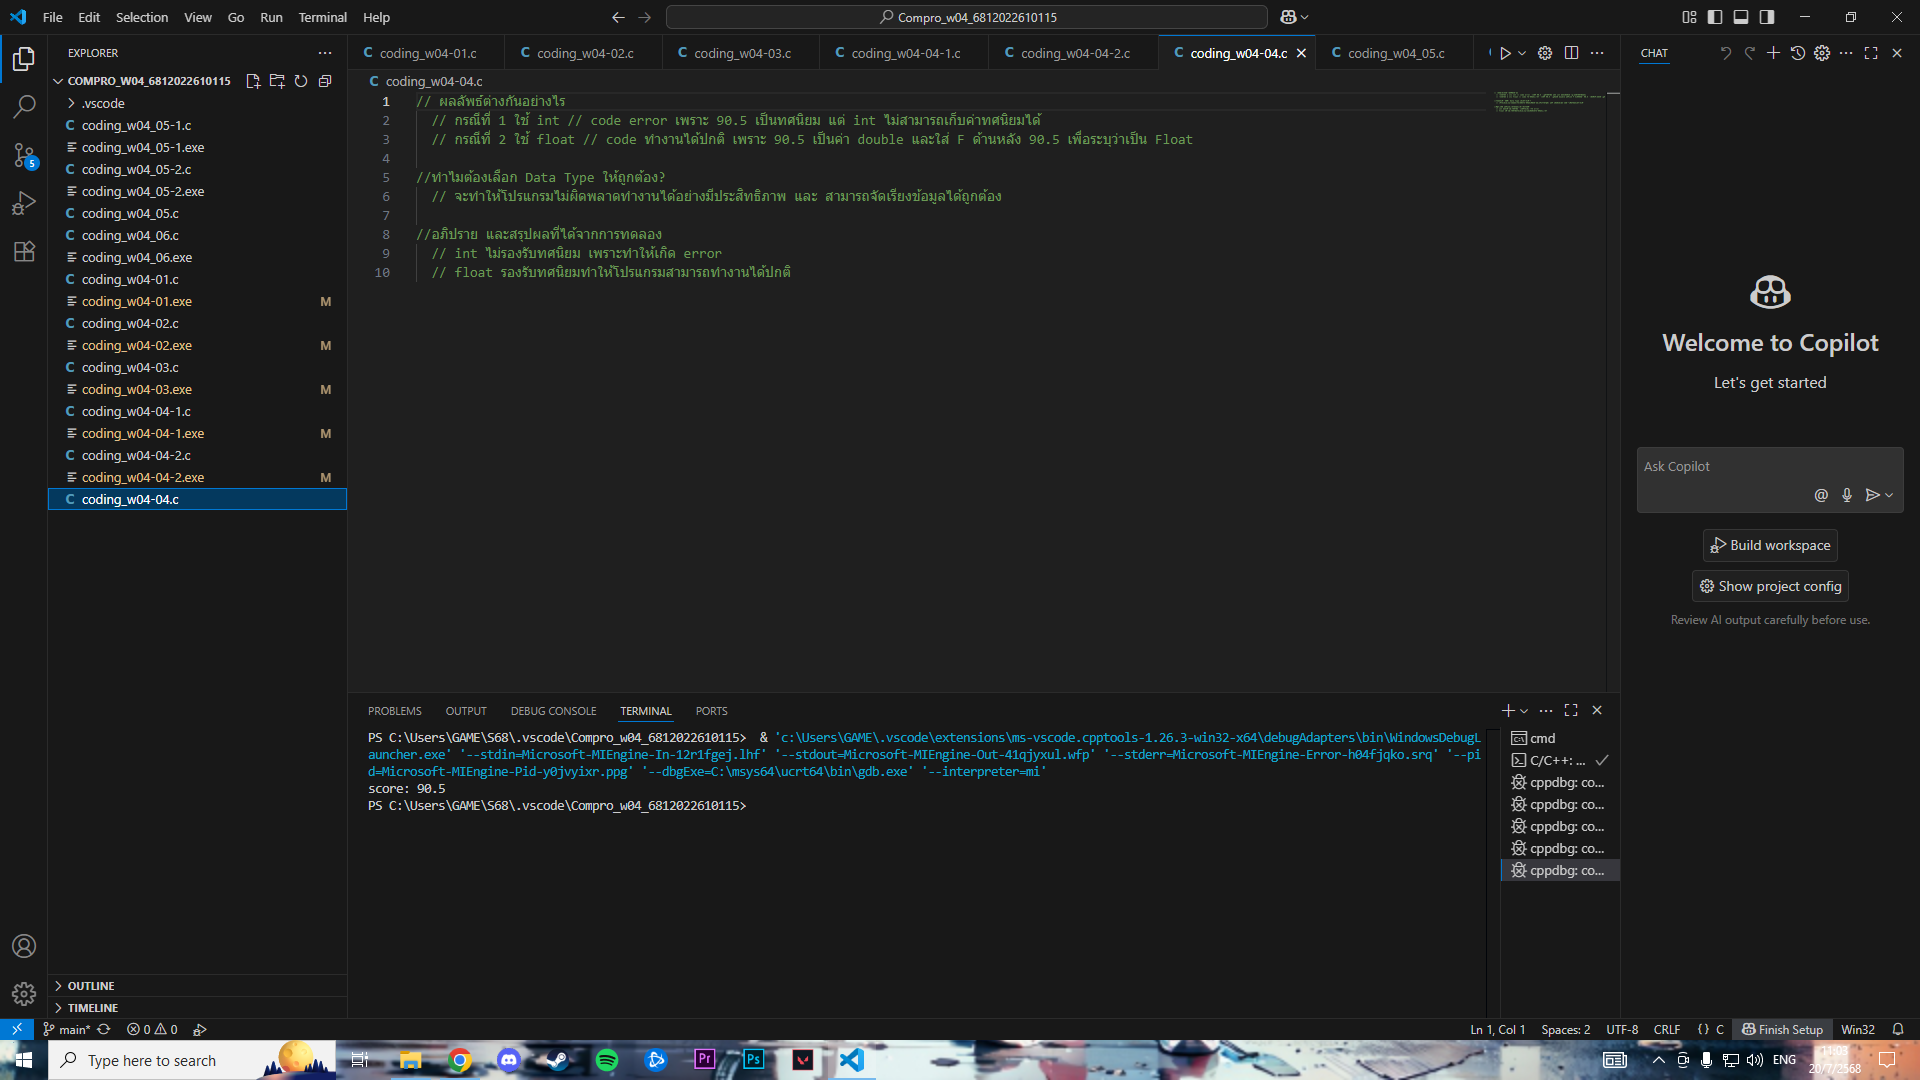 File Edit Selection View Go Run Terminal Help
Compro_w04_6812022610115
EXPLORER
COMPRO_W04_6812022610115
.vscode
C coding_w04_05-1.c
coding_w04_05-1.exe
C coding_w04_05-2.c
coding_w04_05-2.exe
C coding_w04_05.c
C coding_w04_06.c
coding_w04_06.exe
C coding_w04-01.c
coding_w04-01.exe M
C coding_w04-02.c
coding_w04-02.exe M
C coding_w04-03.c
coding_w04-03.exe M
C coding_w04-04-1.c
coding_w04-04-1.exe M
C coding_w04-04-2.c
coding_w04-04-2.exe M
C coding_w04-04.c
5
OUTLINE
TIMELINE
C coding_w04-01.c C coding_w04-02.c C coding_w04-03.c C coding_w04-04-1.c C coding_w04-04-2.c C coding_w04-04.c C coding_w04_05.c
C coding_w04-04.c
1 // ผลลัพธ์ต่างกันอย่างไร
2 // กรณีที่ 1 ใช้ int // code error เพราะ 90.5 เป็นทศนิยม แต่ int ไม่สามารถเก็บค่าทศนิยมได้
3 // กรณีที่ 2 ใช้ float // code ทำงานได้ปกติ เพราะ 90.5 เป็นค่า double และใส่ F ด้านหลัง 90.5 เพื่อระบุว่าเป็น Float
4
5 //ทำไมต้องเลือก Data Type ให้ถูกต้อง?
6 // จะทำให้โปรแกรมไม่ผิดพลาดทำงานได้อย่างมีประสิทธิภาพ และ สามารถจัดเรียงข้อมูลได้ถูกต้อง
7
8 //อภิปราย และสรุปผลที่ได้จากการทดลอง
9 // int ไม่รองรับทศนิยม เพราะทำให้เกิด error
10 // float รองรับทศนิยมทำให้โปรแกรมสามารถทำงานได้ปกติ
PROBLEMS OUTPUT DEBUG CONSOLE TERMINAL PORTS
PS C:\Users\GAME\S68\.vscode\Compro_w04_6812022610115> & 'c:\Users\GAME\.vscode\extensions\ms-vscode.cpptools-1.26.3-win32-x64\debugAdapters\bin\WindowsDebugL
auncher.exe' '--stdin=Microsoft-MIEngine-In-12r1fgej.lhf' '--stdout=Microsoft-MIEngine-Out-41qjyxul.wfp' '--stderr=Microsoft-MIEngine-Error-h04fjqko.srq' '--pi
d=Microsoft-MIEngine-Pid-y0jvyixr.ppg' '--dbgExe=C:\msys64\ucrt64\bin\gdb.exe' '--interpreter=mi'
score: 90.5
PS C:\Users\GAME\S68\.vscode\Compro_w04_6812022610115>
cmd
C/C++: ...
cppdbg: co...
cppdbg: co...
cppdbg: co...
cppdbg: co...
cppdbg: co...
CHAT
Welcome to Copilot
Let's get started
Ask Copilot
Build workspace
Show project config
Review AI output carefully before use.
main* 0 0
Ln 1, Col 1 Spaces: 2 UTF-8 CRLF {} C Finish Setup Win32
Type here to search
Pr Ps
ENG
20/7/2568